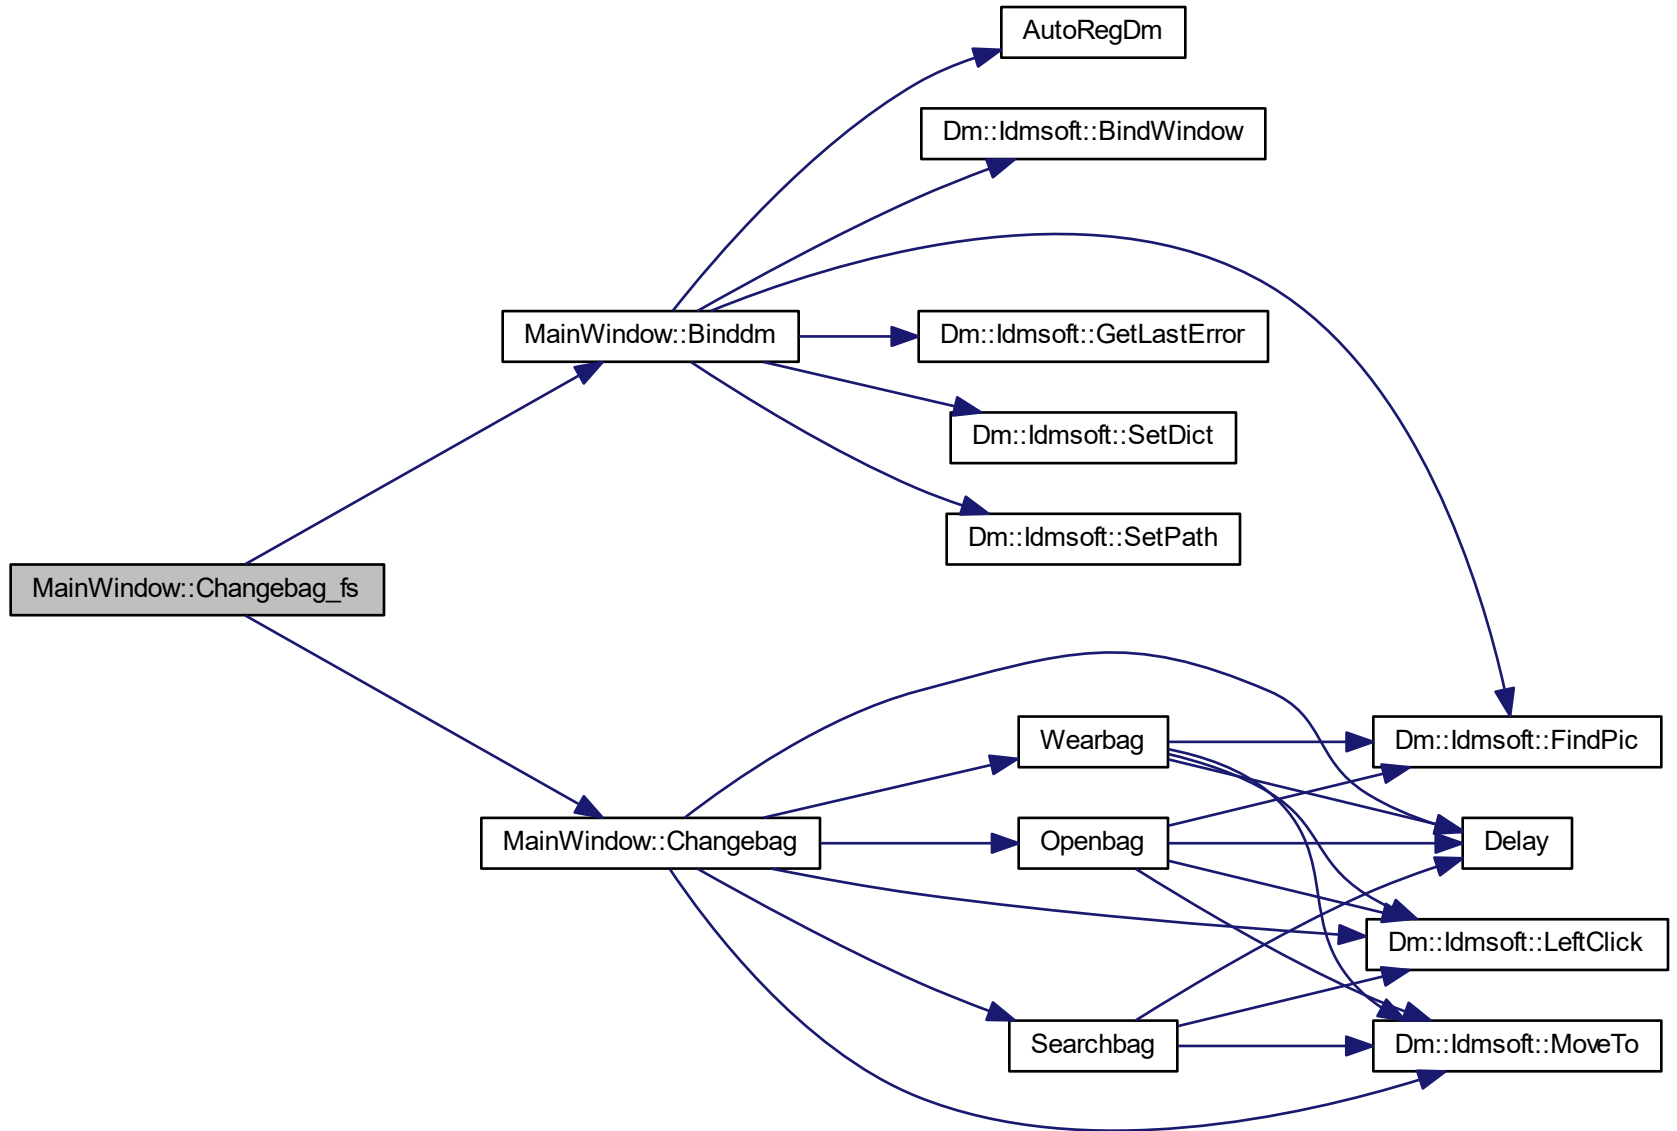 AutoRegDm
Dm::Idmsoft::BindWindow
MainWindow::Binddm
Dm::Idmsoft::GetLastError
Dm::Idmsoft::SetDict
Dm::Idmsoft::SetPath
MainWindow::Changebag_fs
Wearbag
Dm::Idmsoft::FindPic
MainWindow::Changebag
Openbag
Delay
Dm::Idmsoft::LeftClick
Searchbag
Dm::Idmsoft::MoveTo